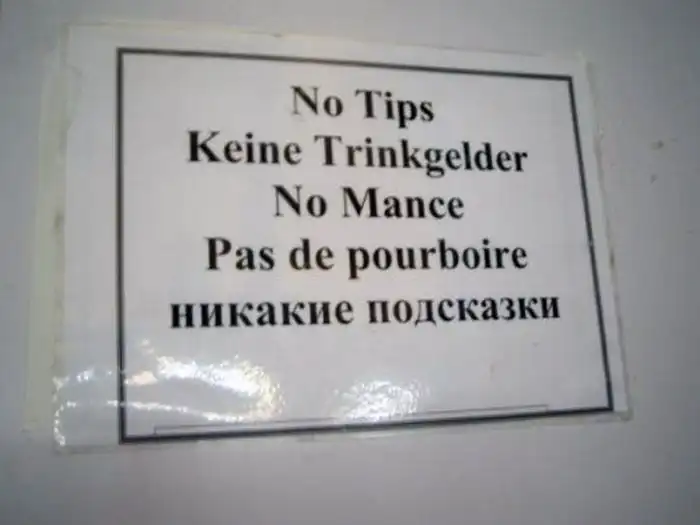 No Tips
Keine Trinkgelder
No Mance
Pas de pourboire
никакие подсказки